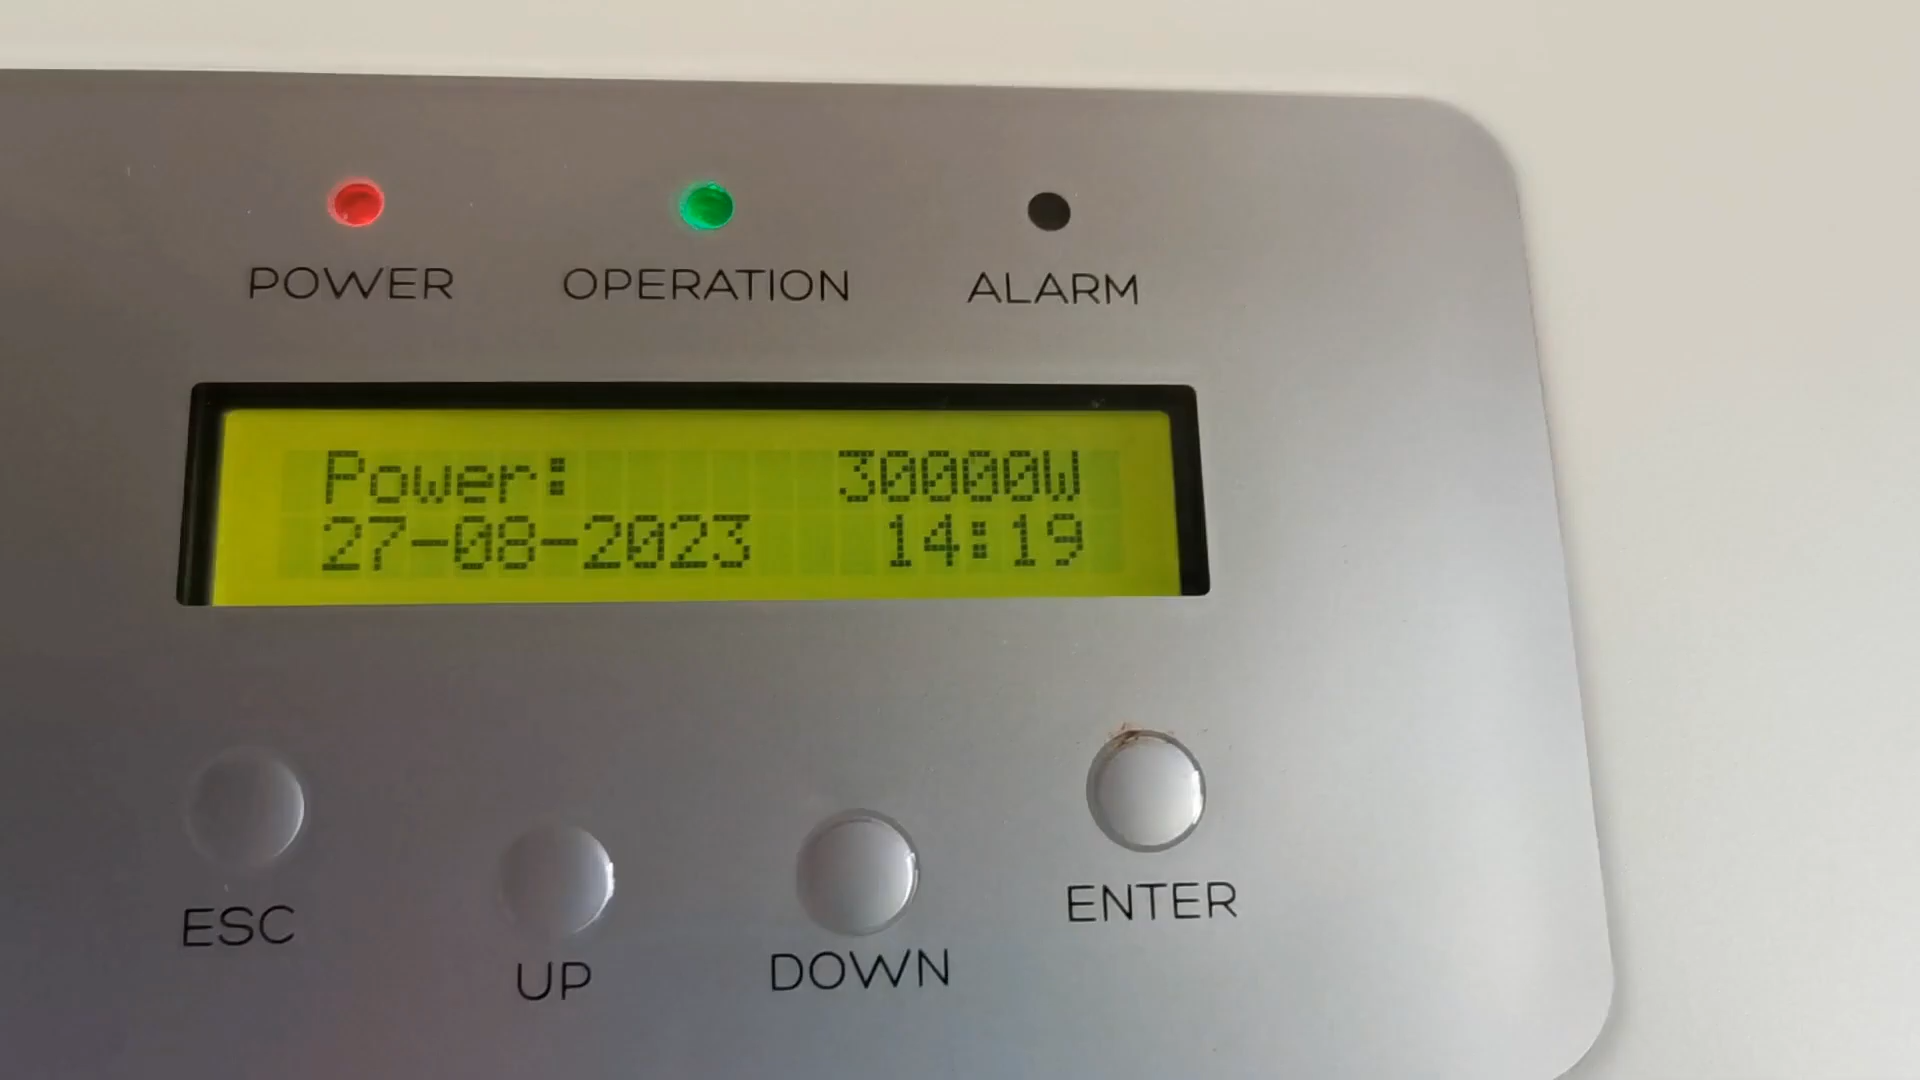 POWER OPERATION ALARM
Power: 30000W
27-08-2023 14:19
ESC UP DOWN ENTER